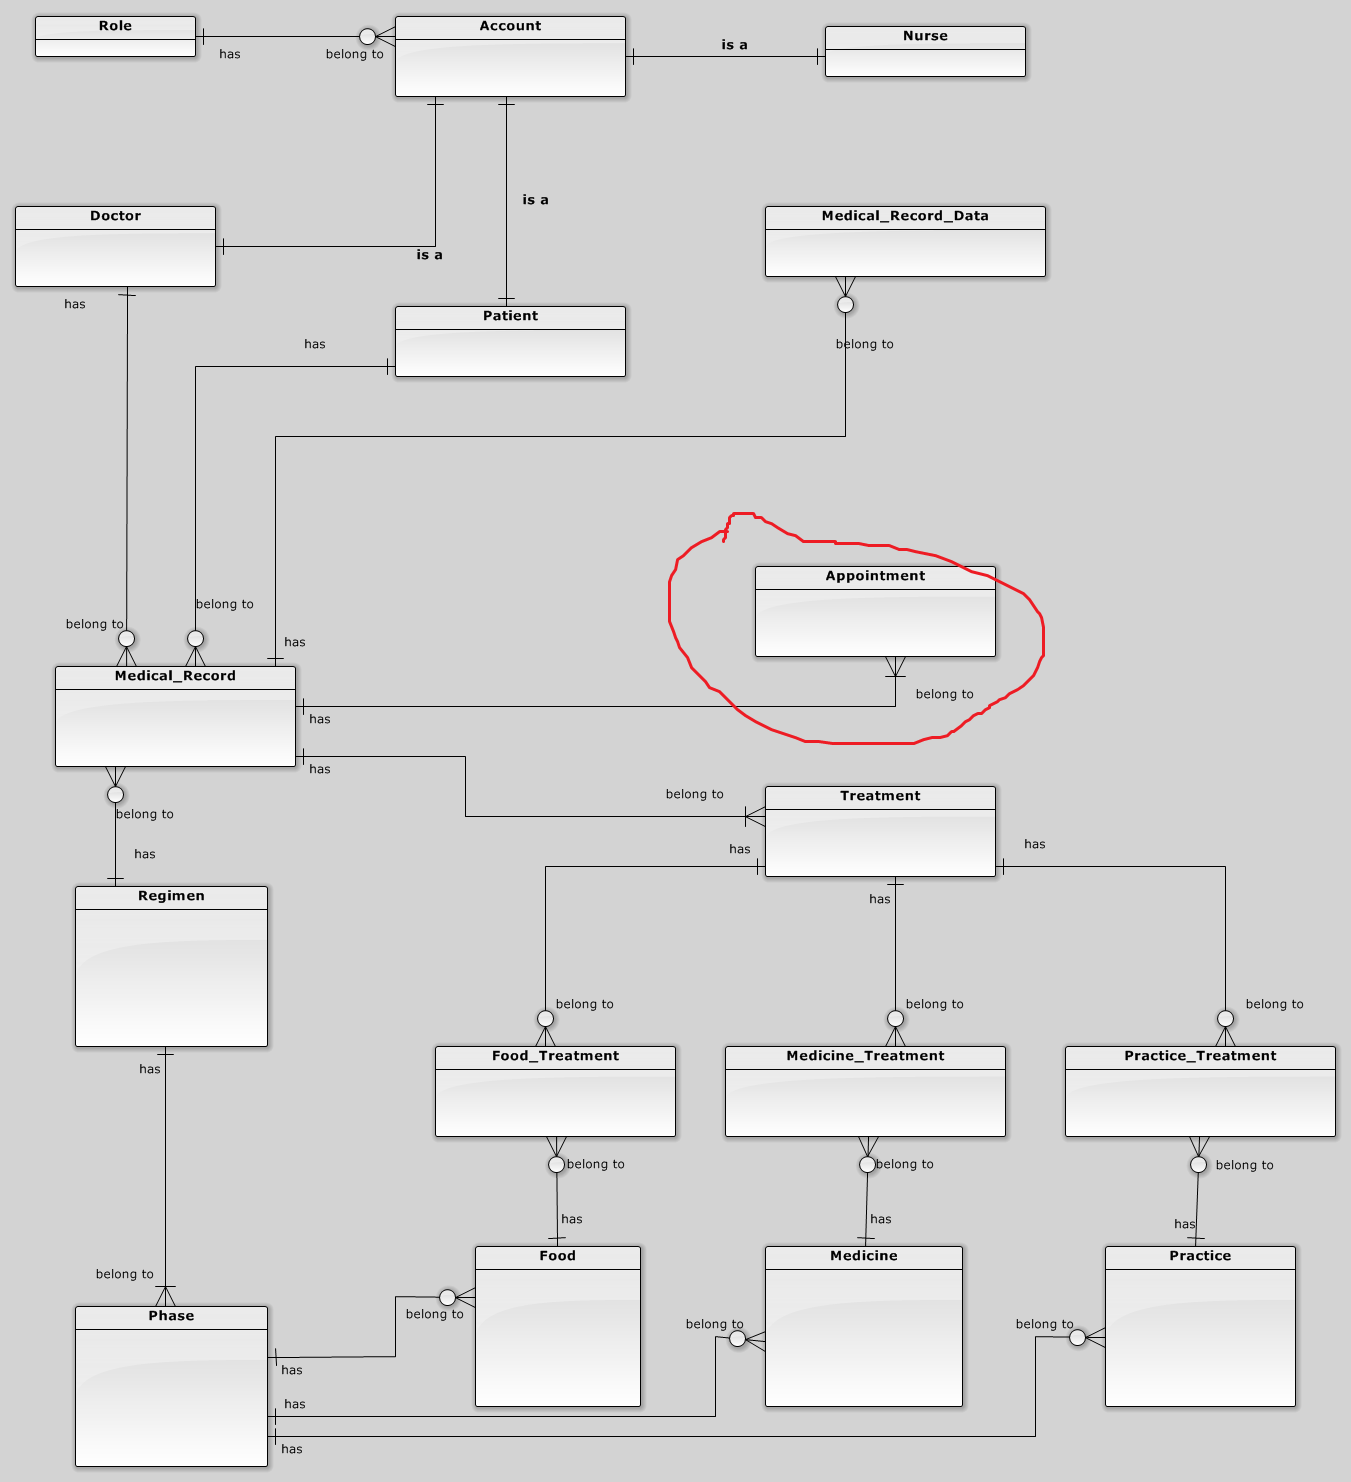 Role
Account
Nurse
has
belong to
is a
Doctor
is a
Medical_Record_Data
is a
has
Patient
has
belong to
belong to
Appointment
belong to
has
Medical_Record
belong to
has
has
belong to
Treatment
belong to
has
has
has
Regimen
has
belong to
belong to
belong to
Food_Treatment
Medicine_Treatment
Practice_Treatment
has
belong to
belong to
belong to
has
has
has
Food
Medicine
Practice
belong to
Phase
belong to
belong to
belong to
has
has
has